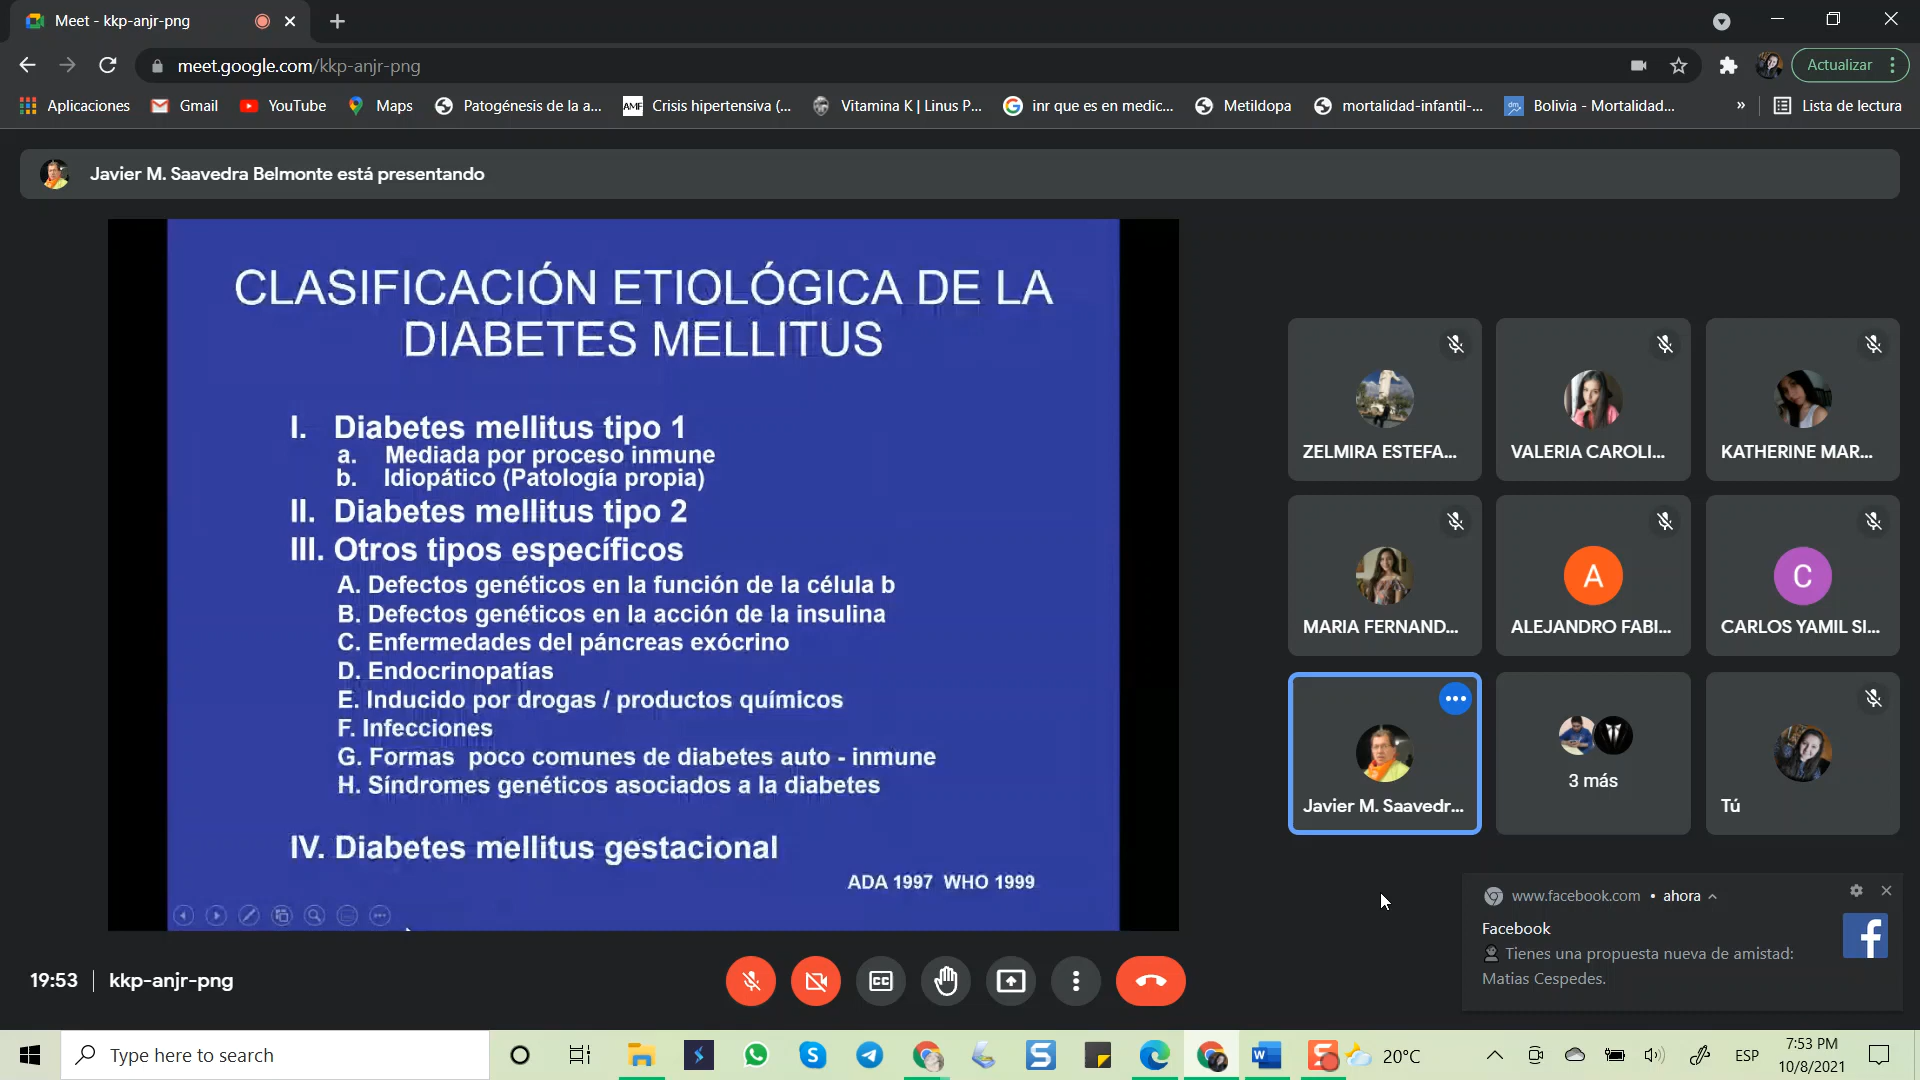 Meet - kkp-anjr-png
meet.google.com/kkp-anjr-png
Actualizar
Aplicaciones
Gmail
YouTube
Maps
Patogénesis de la a...
AMF
Crisis hipertensiva (...
Vitamina K | Linus P...
inr que es en medic...
Metildopa
mortalidad-infantil-...
dm
Bolivia - Mortalidad...
»
Lista de lectura
Javier M. Saavedra Belmonte está presentando
CLASIFICACIÓN ETIOLÓGICA DE LA
DIABETES MELLITUS
I. Diabetes mellitus tipo 1
a. Mediada por proceso inmune
b. Idiopático (Patología propia)
II. Diabetes mellitus tipo 2
III. Otros tipos específicos
A. Defectos genéticos en la función de la célula b
B. Defectos genéticos en la acción de la insulina
C. Enfermedades del páncreas exócrino
D. Endocrinopatías
E. Inducido por drogas / productos químicos
F. Infecciones
G. Formas poco comunes de diabetes auto - inmune
H. Síndromes genéticos asociados a la diabetes
IV. Diabetes mellitus gestacional
ADA 1997 WHO 1999
ZELMIRA ESTEFA...
VALERIA CAROLI...
KATHERINE MAR...
MARIA FERNAND...
A
ALEJANDRO FABI...
C
CARLOS YAMIL SI...
Javier M. Saavedr...
3 más
Tú
www.facebook.com • ahora
Facebook
Tienes una propuesta nueva de amistad:
Matias Cespedes.
19:53 | kkp-anjr-png
CC
Type here to search
20°C
ESP
7:53 PM
10/8/2021